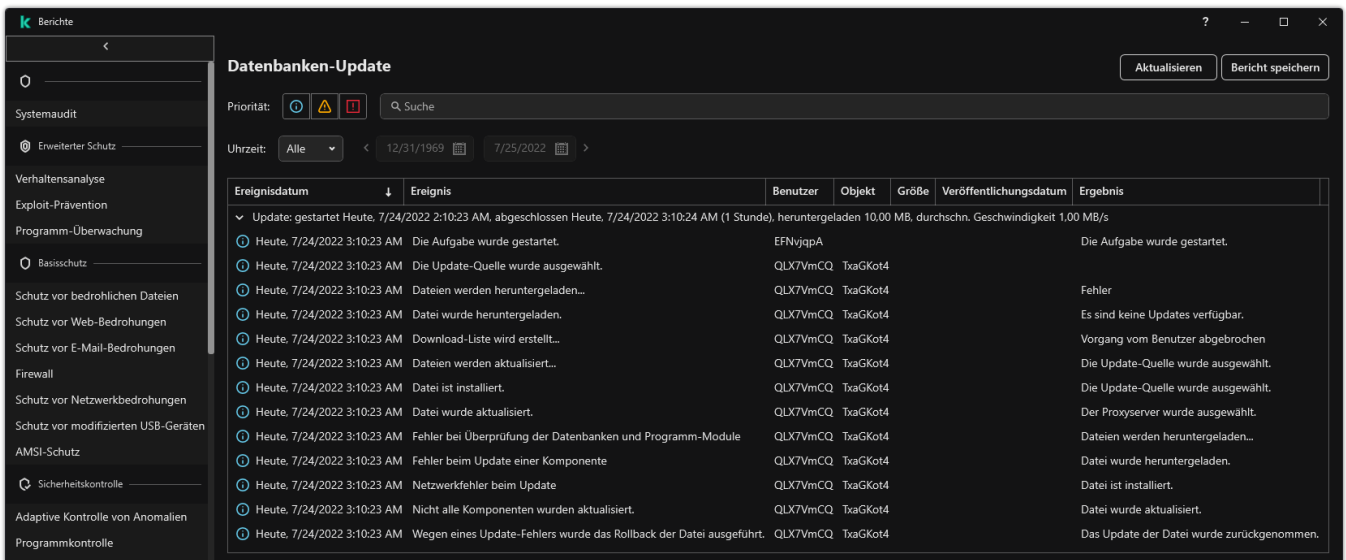 Berichte
?
Datenbanken-Update
Aktualisieren
Bericht speichern
Systemaudit
Erweiterter Schutz
Verhaltensanalyse
Exploit-Prävention
Programm-Überwachung
Basisschutz
Schutz vor bedrohlichen Dateien
Schutz vor Web-Bedrohungen
Schutz vor E-Mail-Bedrohungen
Firewall
Schutz vor Netzwerkbedrohungen
Schutz vor modifizierten USB-Geräten
AMSI-Schutz
Sicherheitskontrolle
Adaptive Kontrolle von Anomalien
Programmkontrolle
Priorität:
Suche
Uhrzeit: Alle 12/31/1969 7/25/2022
Ereignisdatum ↓ Ereignis Benutzer Objekt Größe Veröffentlichungsdatum Ergebnis
Update: gestartet Heute, 7/24/2022 2:10:23 AM, abgeschlossen Heute, 7/24/2022 3:10:24 AM (1 Stunde), heruntergeladen 10,00 MB, durchschn. Geschwindigkeit 1,00 MB/s
Heute, 7/24/2022 3:10:23 AM Die Aufgabe wurde gestartet. EFNvjqpA Die Aufgabe wurde gestartet.
Heute, 7/24/2022 3:10:23 AM Die Update-Quelle wurde ausgewählt. QLX7VmCQ TxaGKot4
Heute, 7/24/2022 3:10:23 AM Dateien werden heruntergeladen... QLX7VmCQ TxaGKot4 Fehler
Heute, 7/24/2022 3:10:23 AM Datei wurde heruntergeladen. QLX7VmCQ TxaGKot4 Es sind keine Updates verfügbar.
Heute, 7/24/2022 3:10:23 AM Download-Liste wird erstellt... QLX7VmCQ TxaGKot4 Vorgang vom Benutzer abgebrochen
Heute, 7/24/2022 3:10:23 AM Dateien werden aktualisiert... QLX7VmCQ TxaGKot4 Die Update-Quelle wurde ausgewählt.
Heute, 7/24/2022 3:10:23 AM Datei ist installiert. QLX7VmCQ TxaGKot4 Die Update-Quelle wurde ausgewählt.
Heute, 7/24/2022 3:10:23 AM Datei wurde aktualisiert. QLX7VmCQ TxaGKot4 Der Proxyserver wurde ausgewählt.
Heute, 7/24/2022 3:10:23 AM Fehler bei Überprüfung der Datenbanken und Programm-Module QLX7VmCQ TxaGKot4 Dateien werden heruntergeladen...
Heute, 7/24/2022 3:10:23 AM Fehler beim Update einer Komponente QLX7VmCQ TxaGKot4 Datei wurde heruntergeladen.
Heute, 7/24/2022 3:10:23 AM Netzwerkfehler beim Update QLX7VmCQ TxaGKot4 Datei ist installiert.
Heute, 7/24/2022 3:10:23 AM Nicht alle Komponenten wurden aktualisiert. QLX7VmCQ TxaGKot4 Datei wurde aktualisiert.
Heute, 7/24/2022 3:10:23 AM Wegen eines Update-Fehlers wurde das Rollback der Datei ausgeführt. QLX7VmCQ TxaGKot4 Das Update der Datei wurde zurückgenommen.